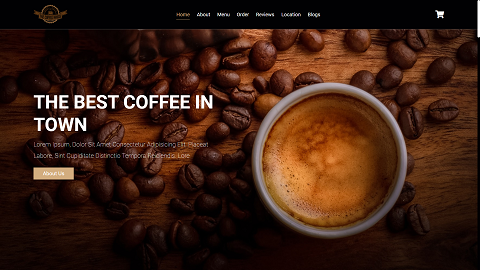 Home About Menu Order Reviews Location Blogs
THE BEST COFFEE IN
TOWN
Lorem Ipsum, Dolor Sit Amet Consectetur Adipisicing Elit. Placeat
Labore, Sint Cupiditate Distinctio Tempora Reiciendis. Lore
About Us